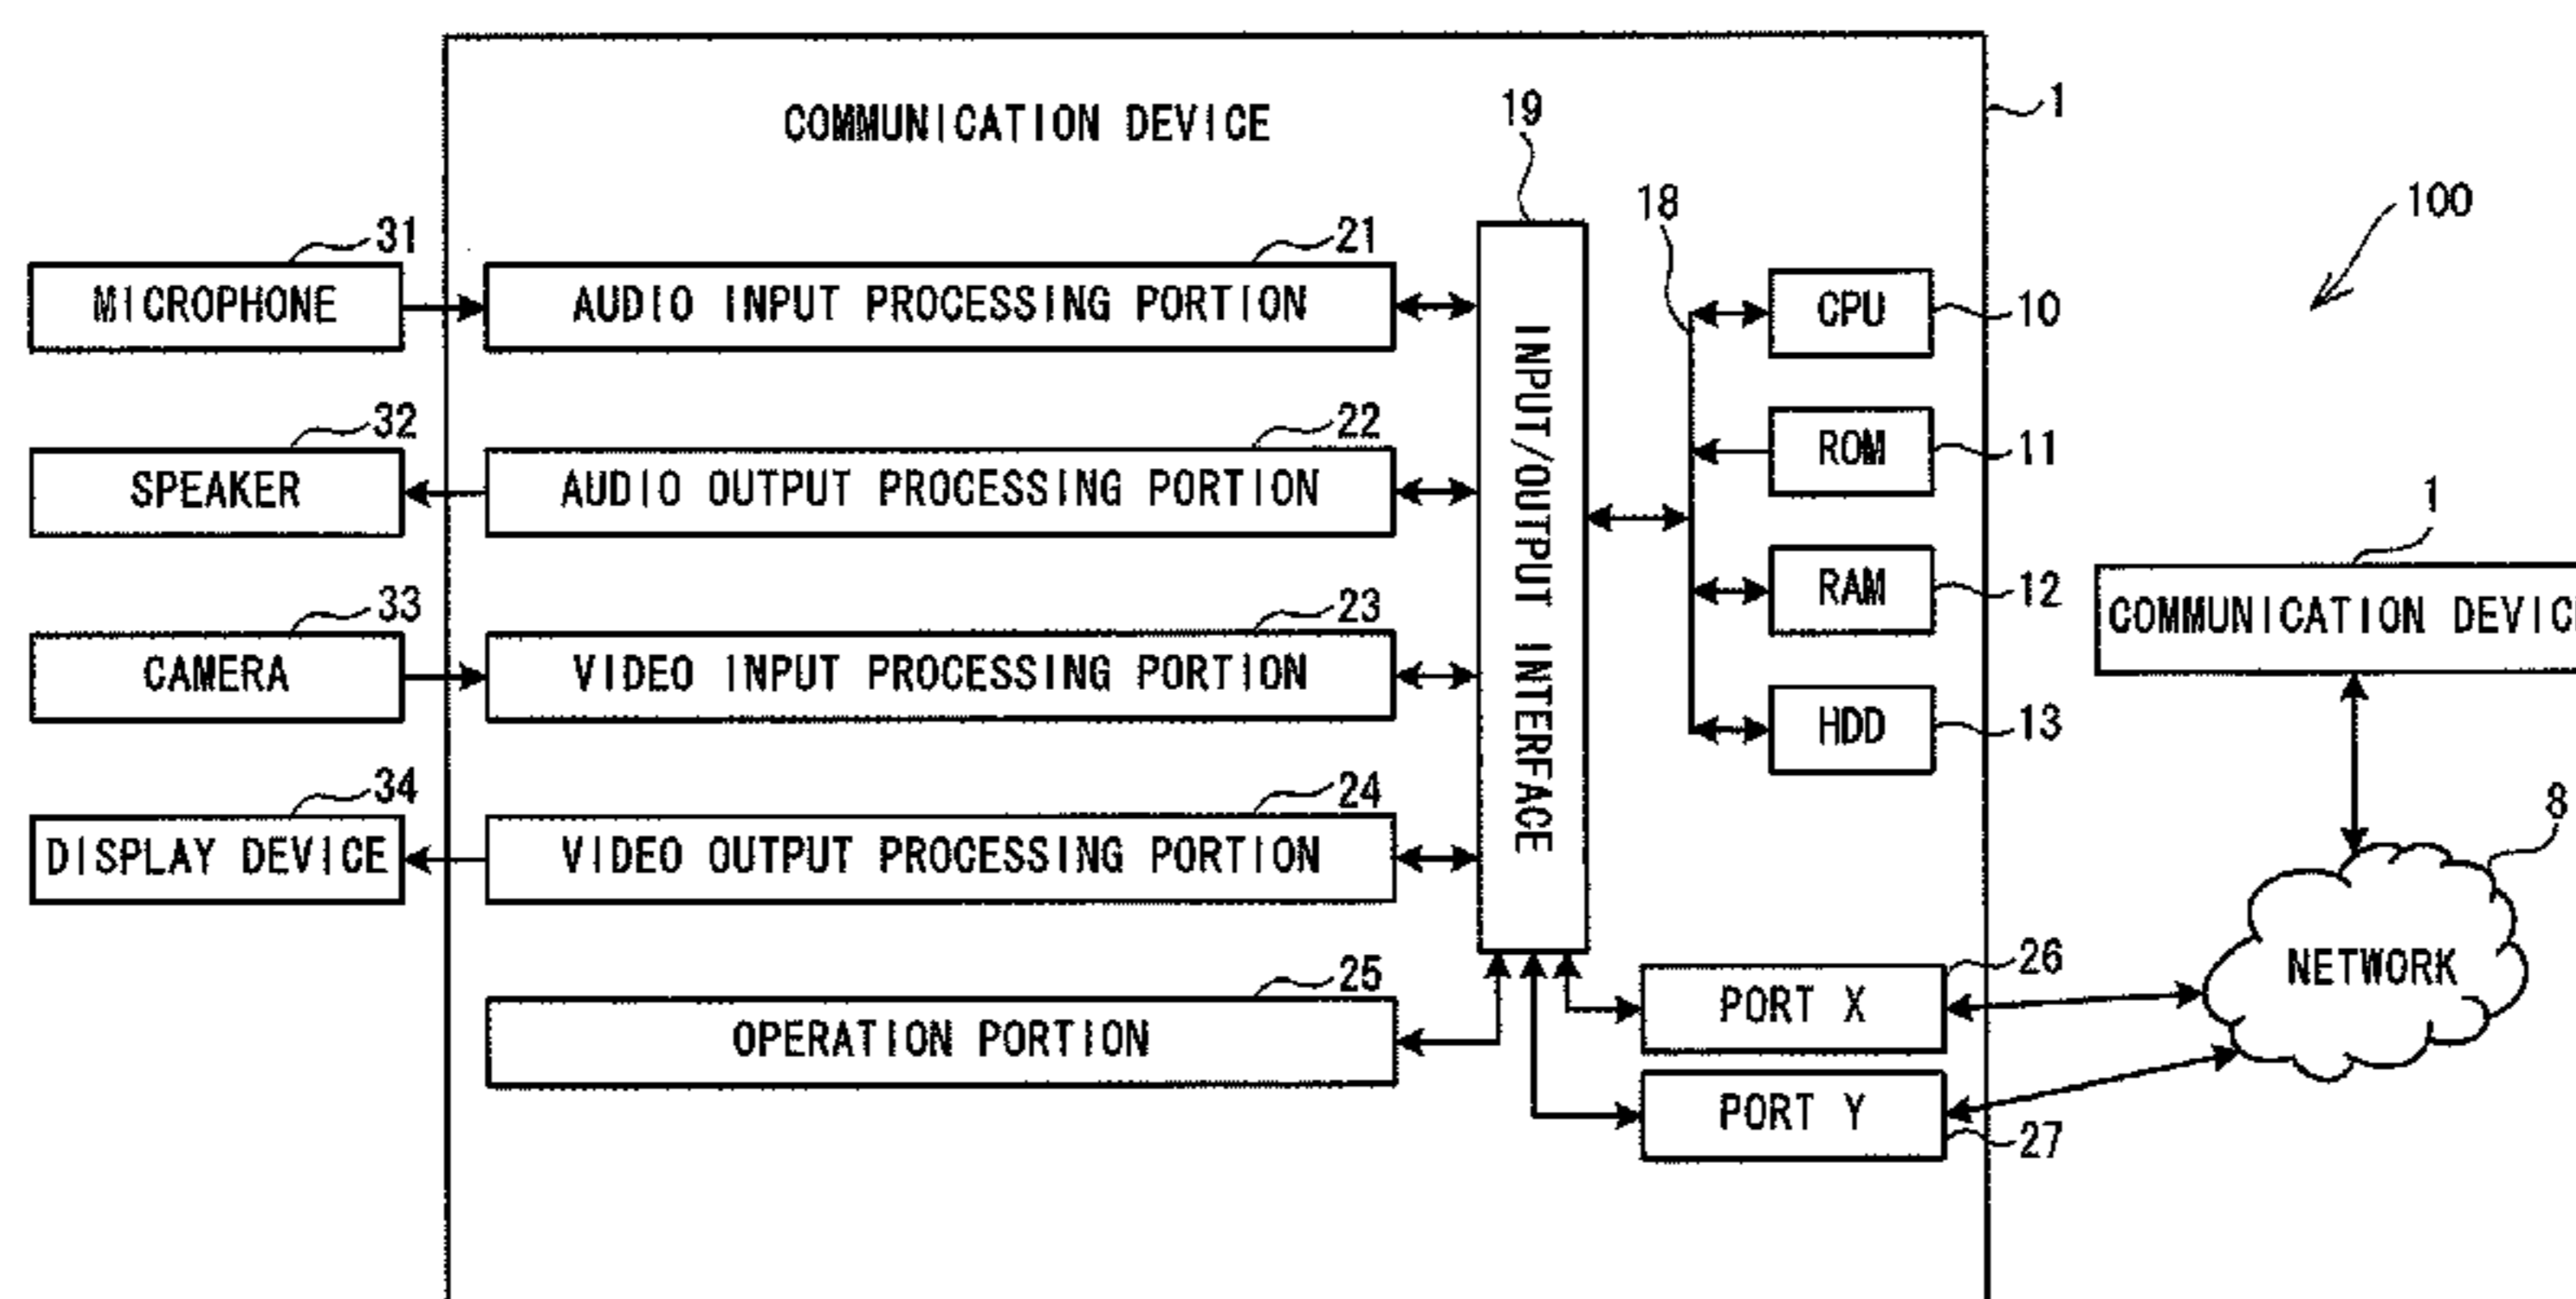 COMMUNICATION DEVICE
1
19
18
100
31
MICROPHONE
21
AUDIO INPUT PROCESSING PORTION
CPU
10
32
SPEAKER
22
AUDIO OUTPUT PROCESSING PORTION
ROM
11
33
CAMERA
23
VIDEO INPUT PROCESSING PORTION
RAM
12
34
DISPLAY DEVICE
24
VIDEO OUTPUT PROCESSING PORTION
HDD
13
INPUT/OUTPUT INTERFACE
1
COMMUNICATION DEVICE
8
NETWORK
25
OPERATION PORTION
26
PORT X
PORT Y
27